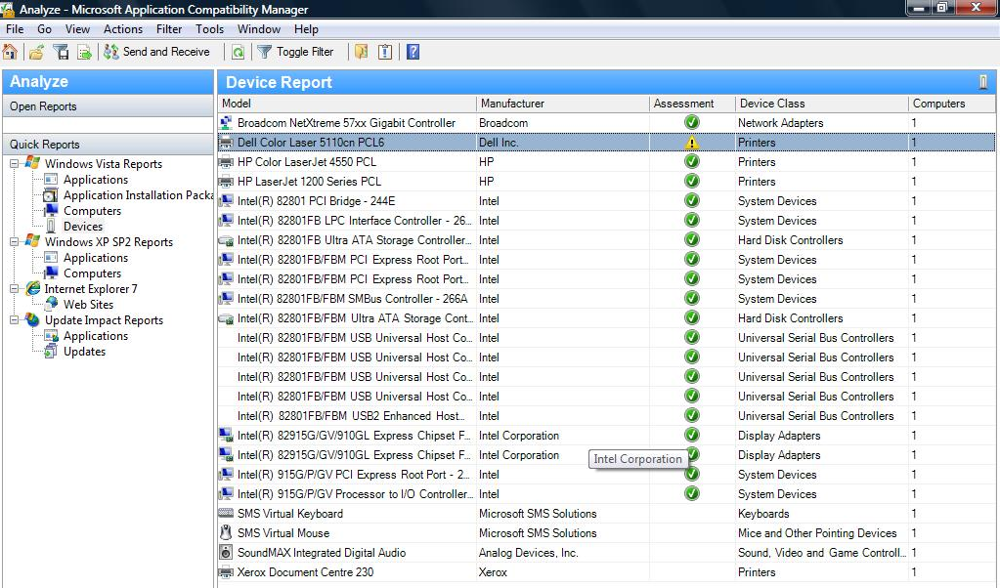 Analyze - Microsoft Application Compatibility Manager
File Go View Actions Filter Tools Window Help
Send and Receive Toggle Filter
Analyze
Open Reports
Quick Reports
Windows Vista Reports
Applications
Application Installation Packa
Computers
Devices
Windows XP SP2 Reports
Applications
Computers
Internet Explorer 7
Web Sites
Update Impact Reports
Applications
Updates
Device Report
Model Manufacturer Assessment Device Class Computers
Broadcom NetXtreme 57xx Gigabit Controller Broadcom Network Adapters 1
Dell Color Laser 5110cn PCL6 Dell Inc. Printers 1
HP Color LaserJet 4550 PCL HP Printers 1
HP LaserJet 1200 Series PCL HP Printers 1
Intel(R) 82801 PCI Bridge - 244E Intel System Devices 1
Intel(R) 82801FB LPC Interface Controller - 26... Intel System Devices 1
Intel(R) 82801FB Ultra ATA Storage Controller... Intel Hard Disk Controllers 1
Intel(R) 82801FB/FBM PCI Express Root Port... Intel System Devices 1
Intel(R) 82801FB/FBM PCI Express Root Port... Intel System Devices 1
Intel(R) 82801FB/FBM SMBus Controller - 266A Intel System Devices 1
Intel(R) 82801FB/FBM Ultra ATA Storage Cont... Intel Hard Disk Controllers 1
Intel(R) 82801FB/FBM USB Universal Host Co... Intel Universal Serial Bus Controllers 1
Intel(R) 82801FB/FBM USB Universal Host Co... Intel Universal Serial Bus Controllers 1
Intel(R) 82801FB/FBM USB Universal Host Co... Intel Universal Serial Bus Controllers 1
Intel(R) 82801FB/FBM USB Universal Host Co... Intel Universal Serial Bus Controllers 1
Intel(R) 82801FB/FBM USB2 Enhanced Host... Intel Universal Serial Bus Controllers 1
Intel(R) 82915G/GV/910GL Express Chipset F... Intel Corporation Display Adapters 1
Intel(R) 82915G/GV/910GL Express Chipset F... Intel Corporation Display Adapters 1
Intel Corporation
Intel(R) 915G/P/GV PCI Express Root Port - 2... Intel System Devices 1
Intel(R) 915G/P/GV Processor to I/O Controller... Intel System Devices 1
SMS Virtual Keyboard Microsoft SMS Solutions Keyboards 1
SMS Virtual Mouse Microsoft SMS Solutions Mice and Other Pointing Devices 1
SoundMAX Integrated Digital Audio Analog Devices, Inc. Sound, Video and Game Controll... 1
Xerox Document Centre 230 Xerox Printers 1